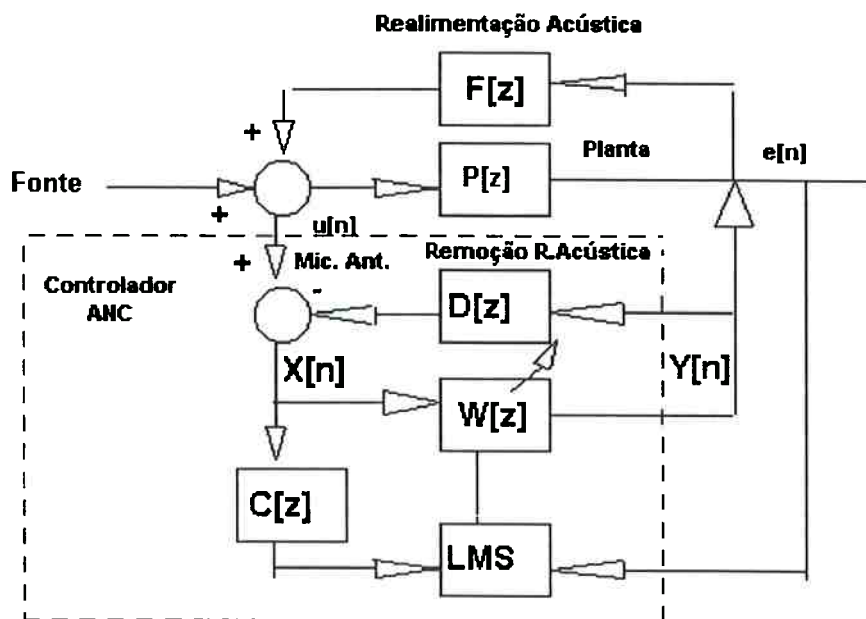 Realimentação Acústica
F[z]
+
Fonte
+
P[z]
Planta
e[n]
u[n]
+
Mic. Ant.
Remoção R.Acústica
Controlador
ANC
-
D[z]
X[n]
Y[n]
W[z]
C[z]
LMS